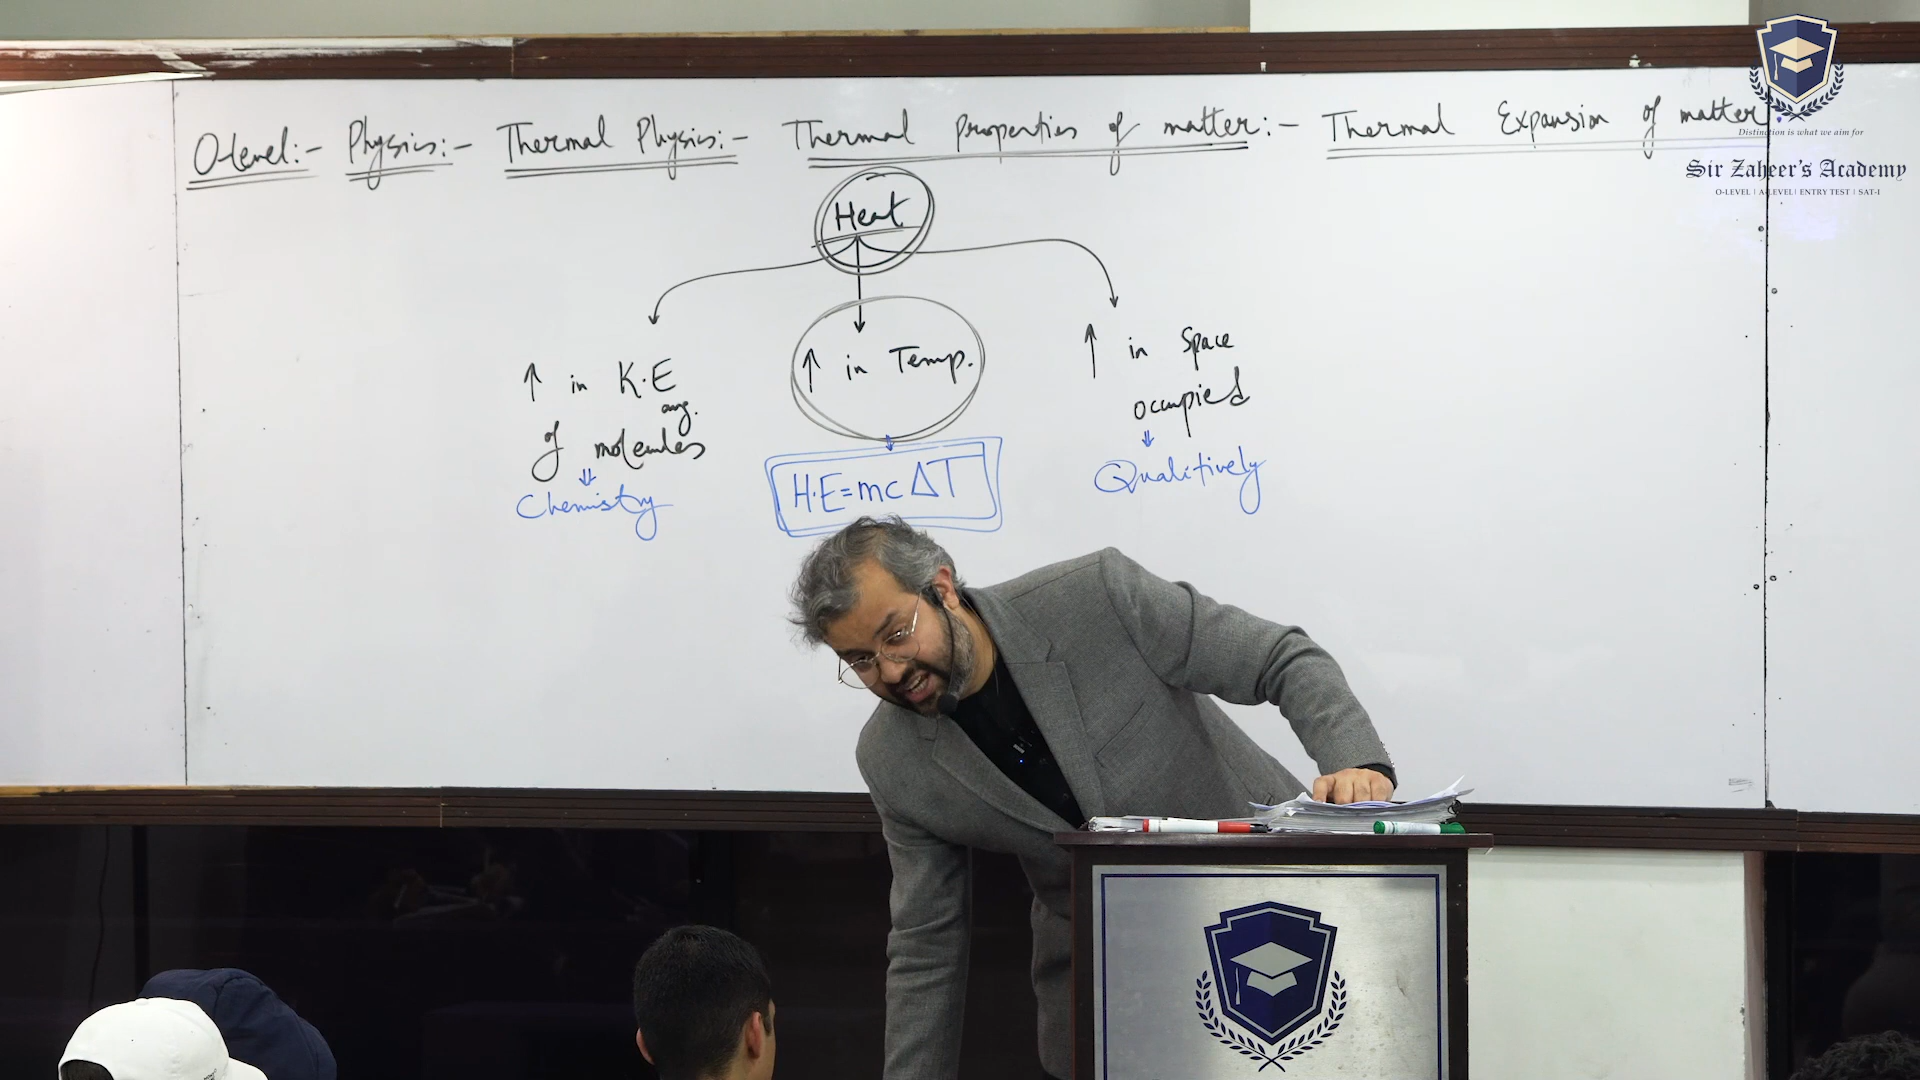 O-level:- Physics:- Thermal Physics:- Thermal Properties of matter:- Thermal Expansion of matter:
Distinction is what we aim for
Sir Zaheer's Academy
O-LEVEL | A-LEVEL | ENTRY TEST | SAT-I
Heat
↑ in K.E avg. of molecules
⇓
Chemistry
↑ in Temp.
H.E=mcΔT
↑ in Space
occupied
⇓
Qualitively